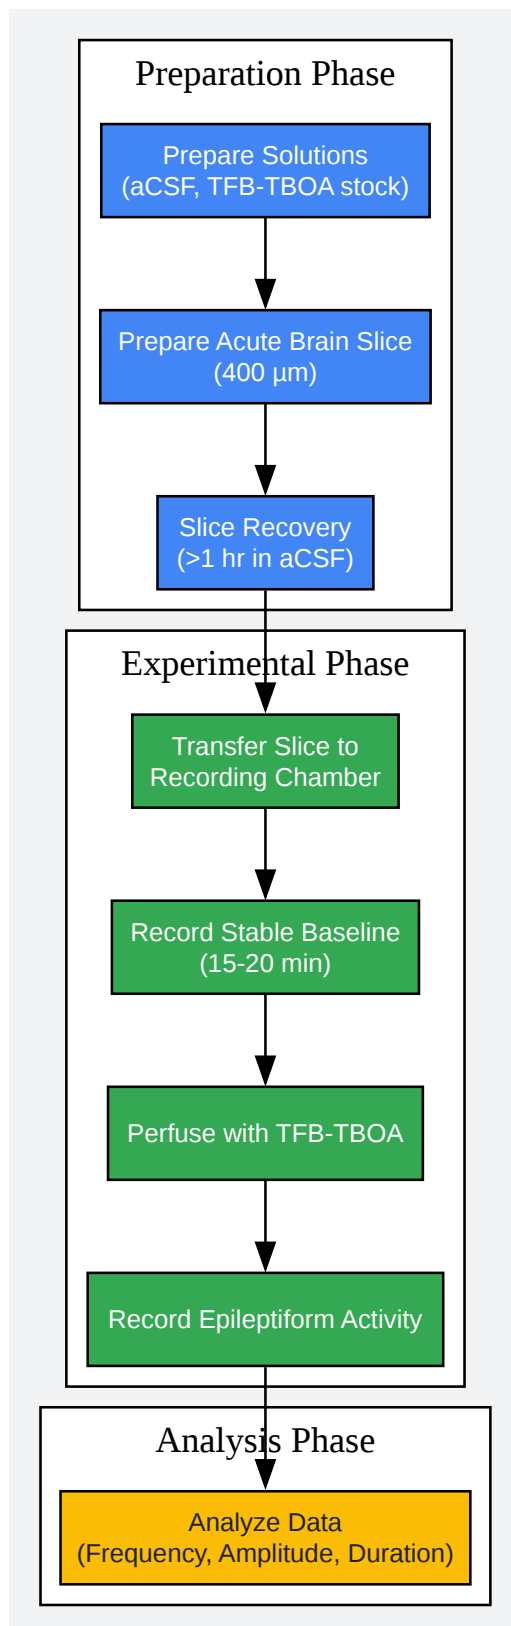 Preparation Phase
Prepare Solutions
(aCSF, TFB-TBOA stock)
Prepare Acute Brain Slice
(400 µm)
Slice Recovery
(>1 hr in aCSF)
Experimental Phase
Transfer Slice to
Recording Chamber
Record Stable Baseline
(15-20 min)
Perfuse with TFB-TBOA
Record Epileptiform Activity
Analysis Phase
Analyze Data
(Frequency, Amplitude, Duration)